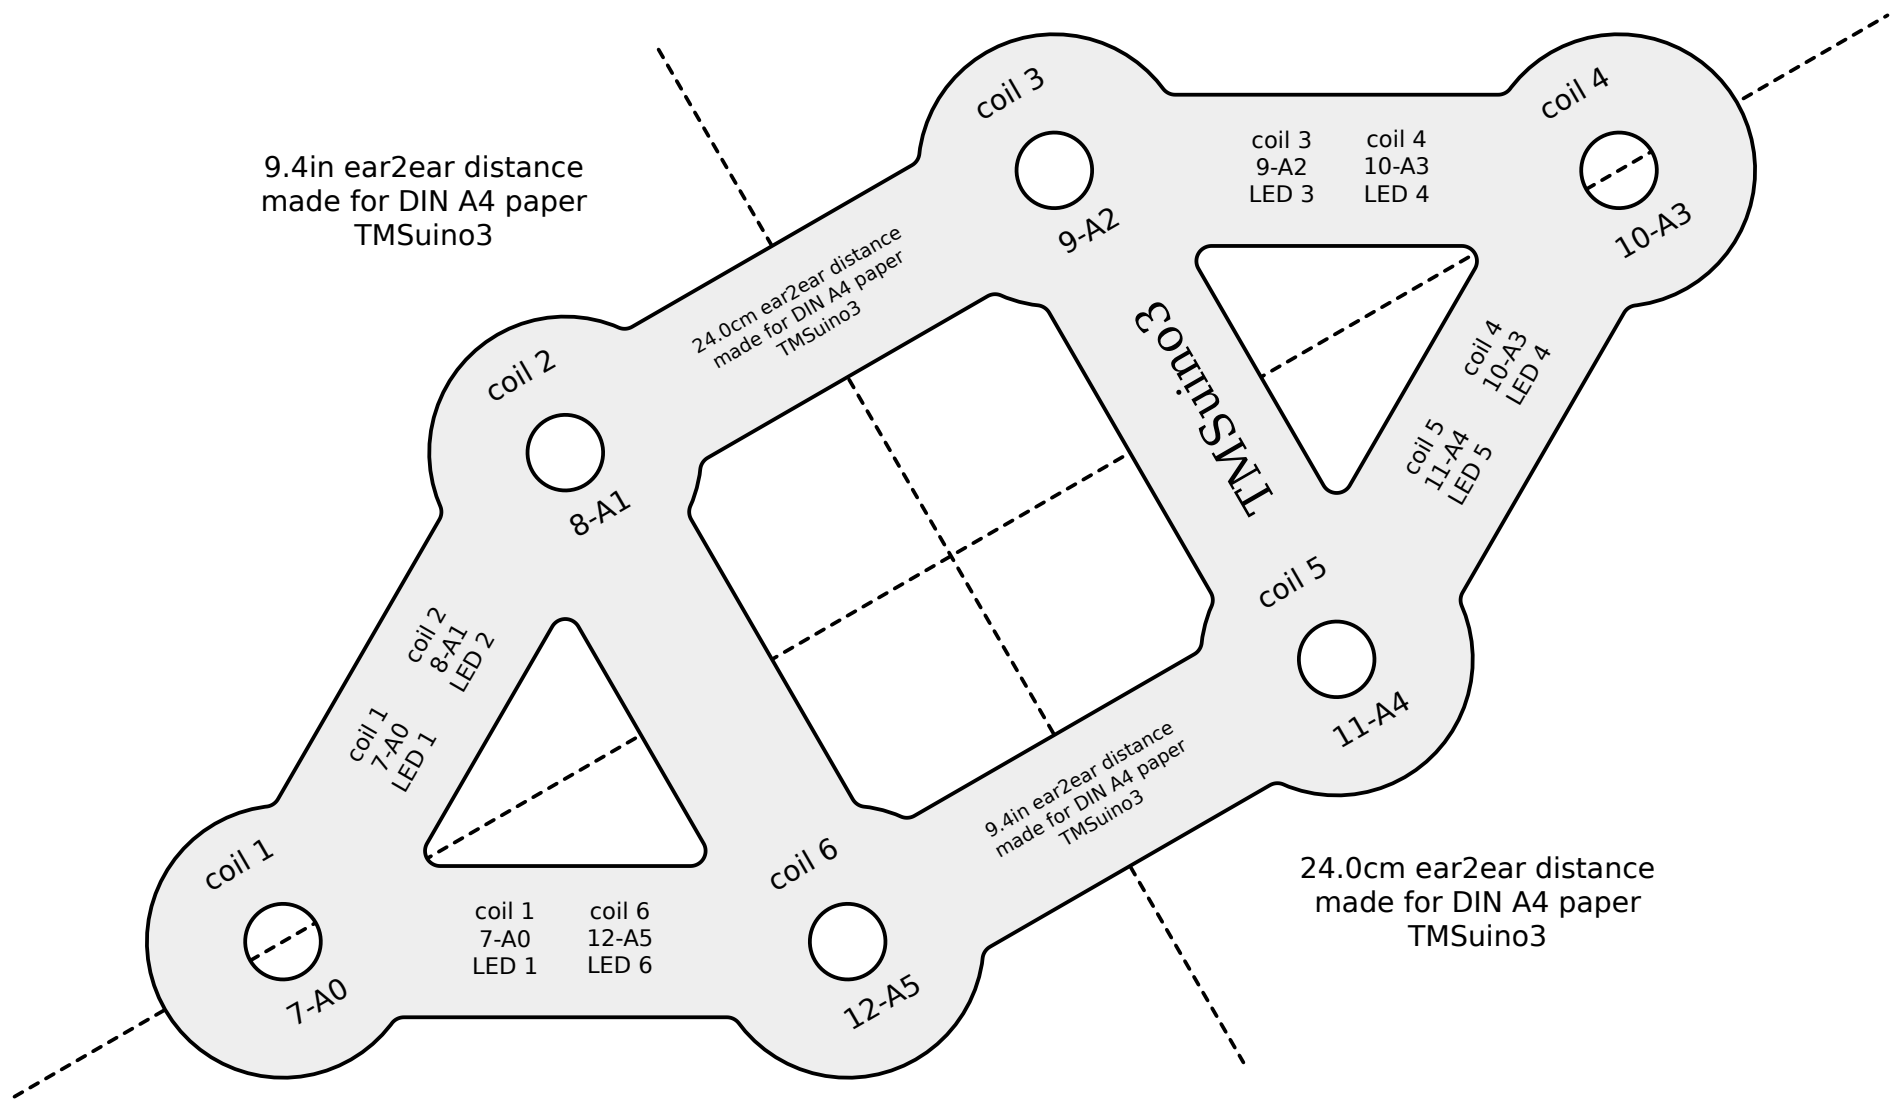 9.4in ear2ear distance
made for DIN A4 paper
TMSuino3
coil 3
9-A2
coil 4
10-A3
coil 3
9-A2
LED 3
coil 4
10-A3
LED 4
24.0cm ear2ear distance
made for DIN A4 paper
TMSuino3
TMSuino3
coil 4
10-A3
LED 4
coil 5
11-A4
LED 5
coil 2
8-A1
coil 5
11-A4
coil 2
8-A1
LED 2
coil 1
7-A0
LED 1
9.4in ear2ear distance
made for DIN A4 paper
TMSuino3
coil 1
7-A0
coil 6
12-A5
coil 1
7-A0
LED 1
coil 6
12-A5
LED 6
24.0cm ear2ear distance
made for DIN A4 paper
TMSuino3